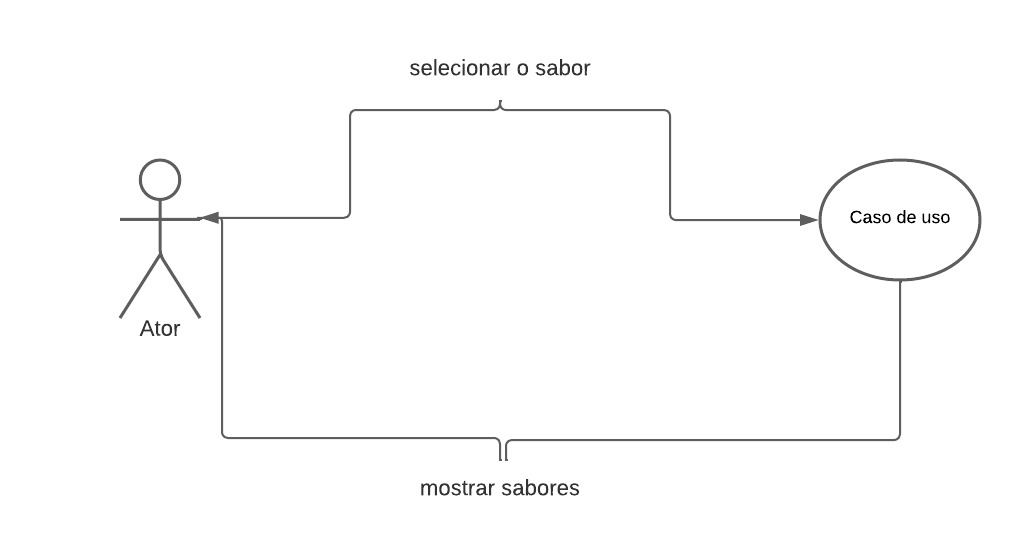 selecionar o sabor
Caso de uso
Ator
mostrar sabores